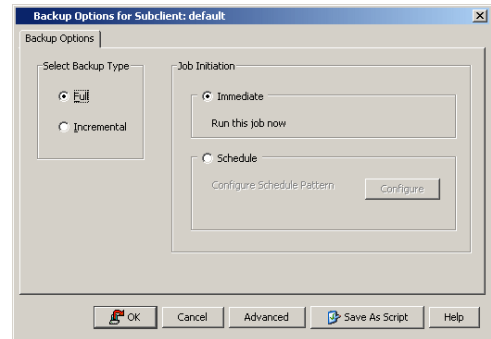 Backup Options for Subclient: default
Backup Options
Select Backup Type
Full
Incremental
Job Initiation
Immediate
Run this job now
Schedule
Configure Schedule Pattern
Configure
OK
Cancel
Advanced
Save As Script
Help